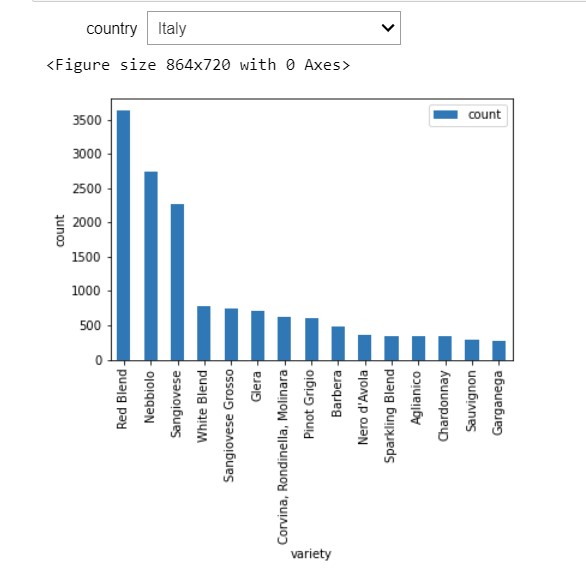 country Italy
<Figure size 864x720 with 0 Axes>
count
3500
3000
2500
2000
1500
1000
500
0
count
Red Blend
Nebbiolo
Sangiovese
White Blend
Sangiovese Grosso
Glera
Corvina, Rondinella, Molinara
Pinot Grigio
Barbera
Nero d'Avola
Sparkling Blend
Aglianico
Chardonnay
Sauvignon
Garganega
variety